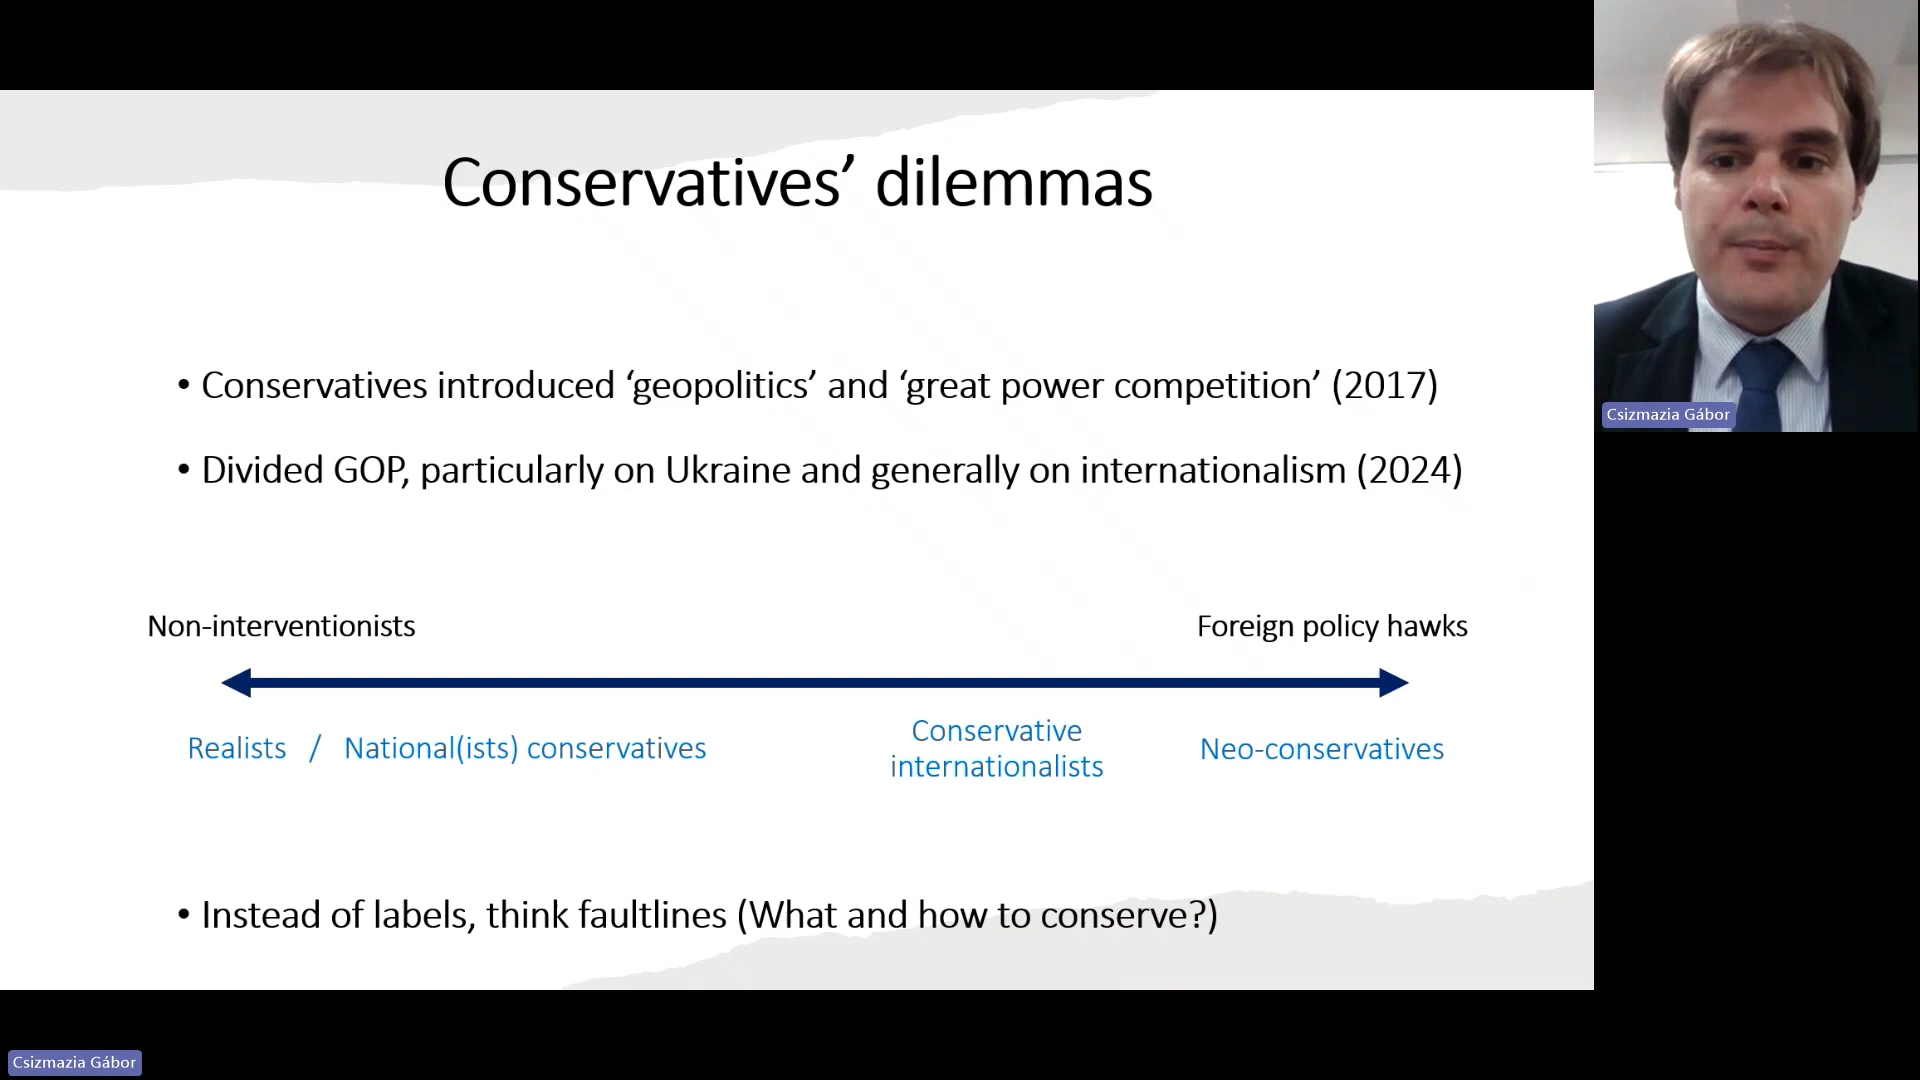 Conservatives’ dilemmas
• Conservatives introduced ‘geopolitics’ and ‘great power competition’ (2017)
• Divided GOP, particularly on Ukraine and generally on internationalism (2024)
Non-interventionists
Foreign policy hawks
Realists / National(ists) conservatives
Conservative
internationalists
Neo-conservatives
• Instead of labels, think faultlines (What and how to conserve?)
Csizmazia Gábor
Csizmazia Gábor